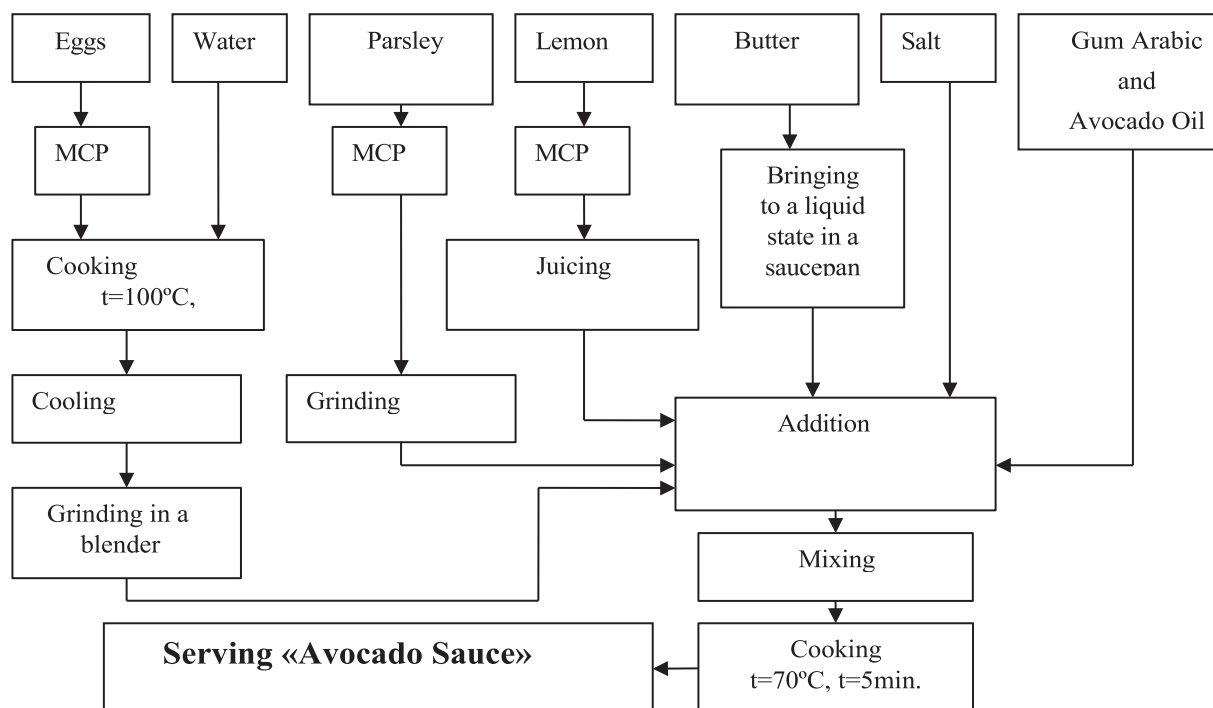 Eggs
Water
Parsley
Lemon
Butter
Salt
Gum Arabic
and
Avocado Oil
MCP
MCP
MCP
Bringing
to a liquid
state in a
saucepan
Cooking
t=100ºC,
Juicing
Cooling
Grinding
Addition
Grinding in a
blender
Mixing
Serving «Avocado Sauce»
Cooking
t=70ºC, t=5min.